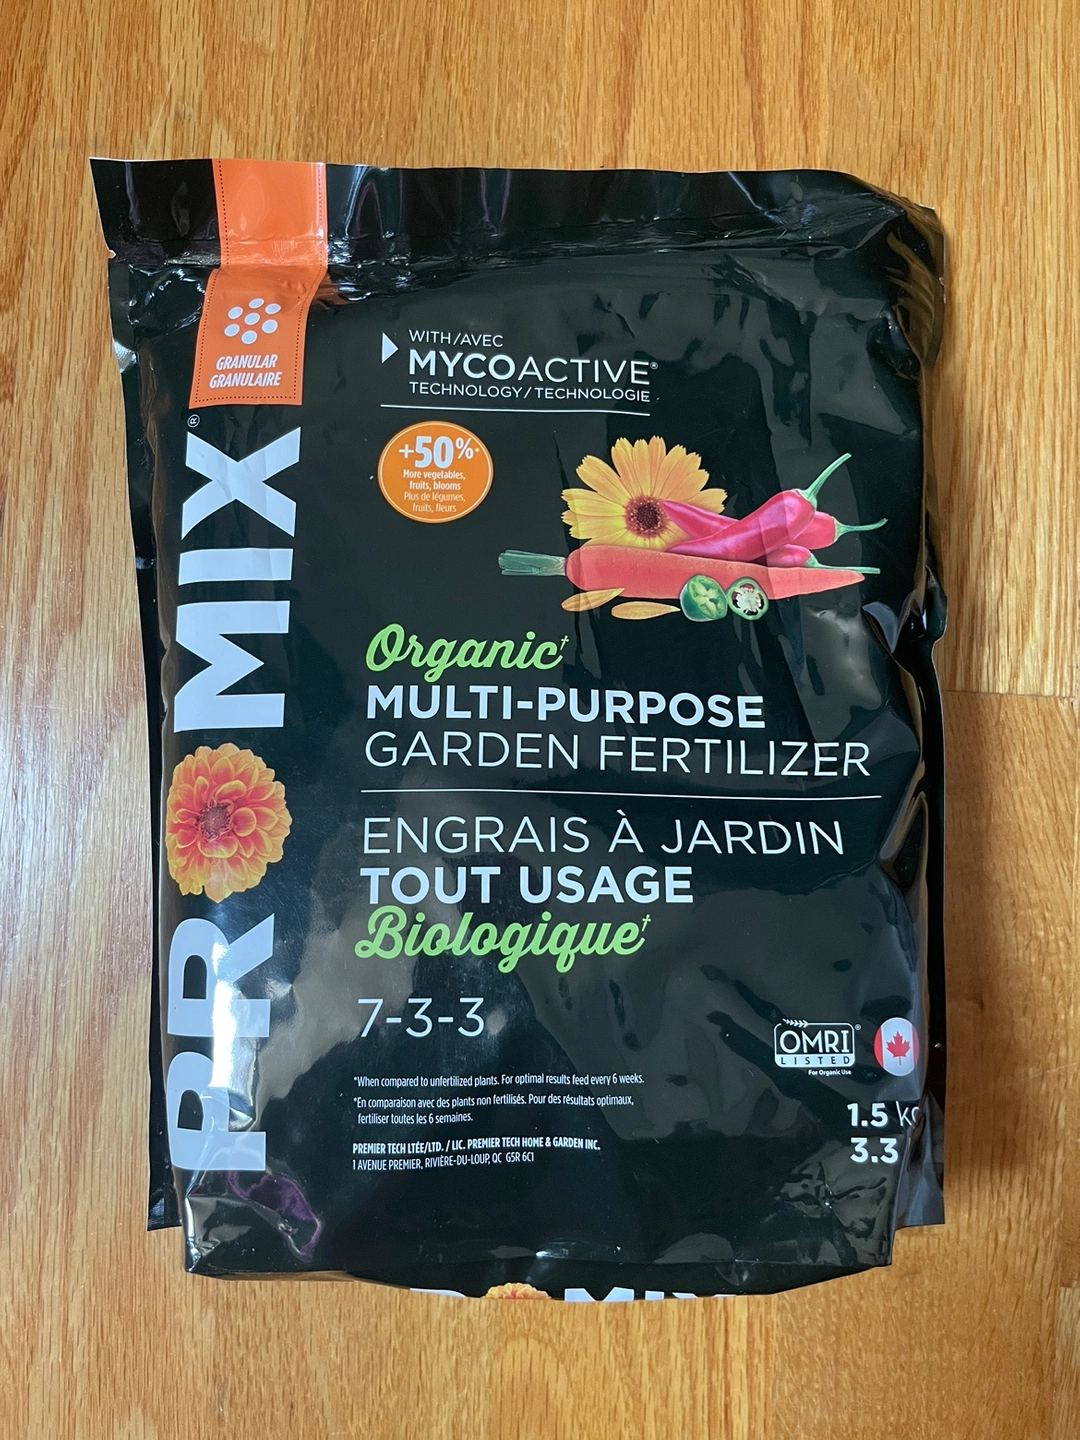 GRANULAR
GRANULAIRE
PRO-MIX®
WITH/AVEC
MYCOACTIVE®
TECHNOLOGY/TECHNOLOGIE
+50%*
More vegetables,
fruits, blooms
Plus de légumes,
fruits, fleurs
Organic†
MULTI-PURPOSE
GARDEN FERTILIZER
ENGRAIS À JARDIN
TOUT USAGE
Biologique†
7-3-3
*When compared to unfertilized plants. For optimal results feed every 6 weeks.
*En comparaison avec des plants non fertilisés. Pour des résultats optimaux,
fertiliser toutes les 6 semaines.
PREMIER TECH LTÉE/LTD. / LIC. PREMIER TECH HOME & GARDEN INC.
1 AVENUE PREMIER, RIVIÈRE-DU-LOUP, QC G5R 6C1
OMRI®
LISTED
For Organic Use
1.5 kg
3.3